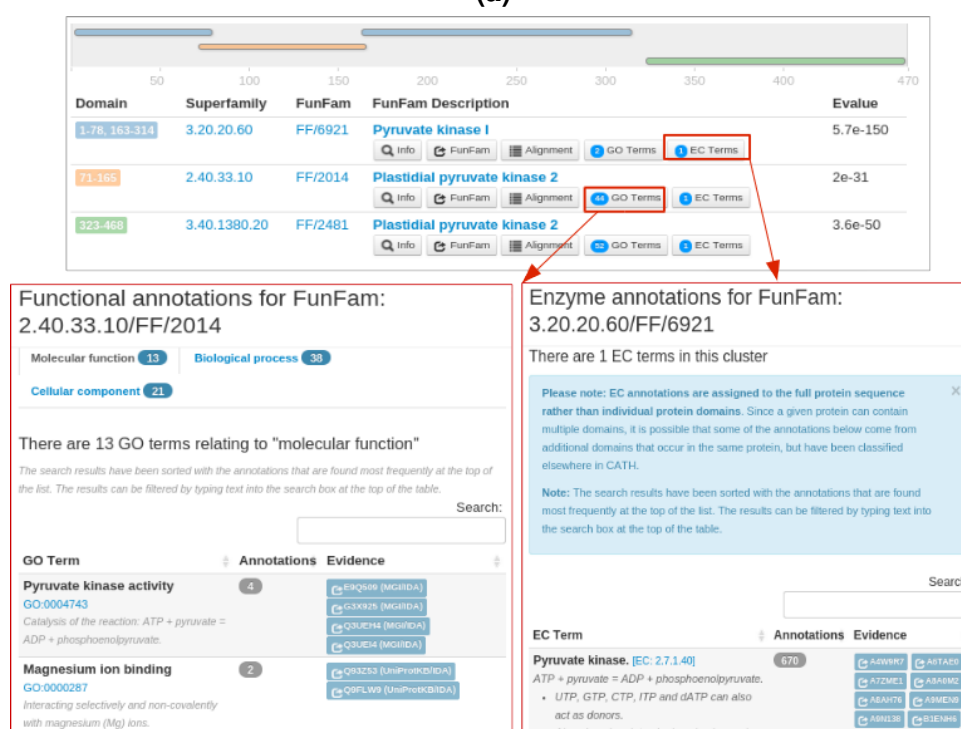 (a)
50 100 150 200 250 300 350 400 470
Domain Superfamily FunFam FunFam Description Evalue
1-78, 163-314 3.20.20.60 FF/6921 Pyruvate kinase I 5.7e-150
Info FunFam Alignment 2 GO Terms 1 EC Terms
71-165 2.40.33.10 FF/2014 Plastidial pyruvate kinase 2 2e-31
Info FunFam Alignment 44 GO Terms 1 EC Terms
323-468 3.40.1380.20 FF/2481 Plastidial pyruvate kinase 2 3.6e-50
Info FunFam Alignment 52 GO Terms 1 EC Terms
Functional annotations for FunFam:
2.40.33.10/FF/2014
Molecular function 13 Biological process 38
Cellular component 21
There are 13 GO terms relating to "molecular function"
The search results have been sorted with the annotations that are found most frequently at the top of
the list. The results can be filtered by typing text into the search box at the top of the table.
Search:
GO Term Annotations Evidence
Pyruvate kinase activity 4 E9Q509 (MGI/IDA)
GO:0004743 G3X925 (MGI/IDA)
Catalysis of the reaction: ATP + pyruvate = Q3UEH4 (MGI/IDA)
ADP + phosphoenolpyruvate. Q3UEI4 (MGI/IDA)
Magnesium ion binding 2 Q93Z53 (UniProtKB/IDA)
GO:0000287 Q9FLW9 (UniProtKB/IDA)
Interacting selectively and non-covalently
with magnesium (Mg) ions.
Enzyme annotations for FunFam:
3.20.20.60/FF/6921
There are 1 EC terms in this cluster
Please note: EC annotations are assigned to the full protein sequence ×
rather than individual protein domains. Since a given protein can contain
multiple domains, it is possible that some of the annotations below come from
additional domains that occur in the same protein, but have been classified
elsewhere in CATH.
Note: The search results have been sorted with the annotations that are found
most frequently at the top of the list. The results can be filtered by typing text into
the search box at the top of the table.
Searc
EC Term Annotations Evidence
Pyruvate kinase. [EC: 2.7.1.40] 670 A4W9R7 A6TAE0
ATP + pyruvate = ADP + phosphoenolpyruvate. A7ZME1 A8A0M2
• UTP, GTP, CTP, ITP and dATP can also A8AH76 A9MEN9
act as donors. A9N138 B1ENH6